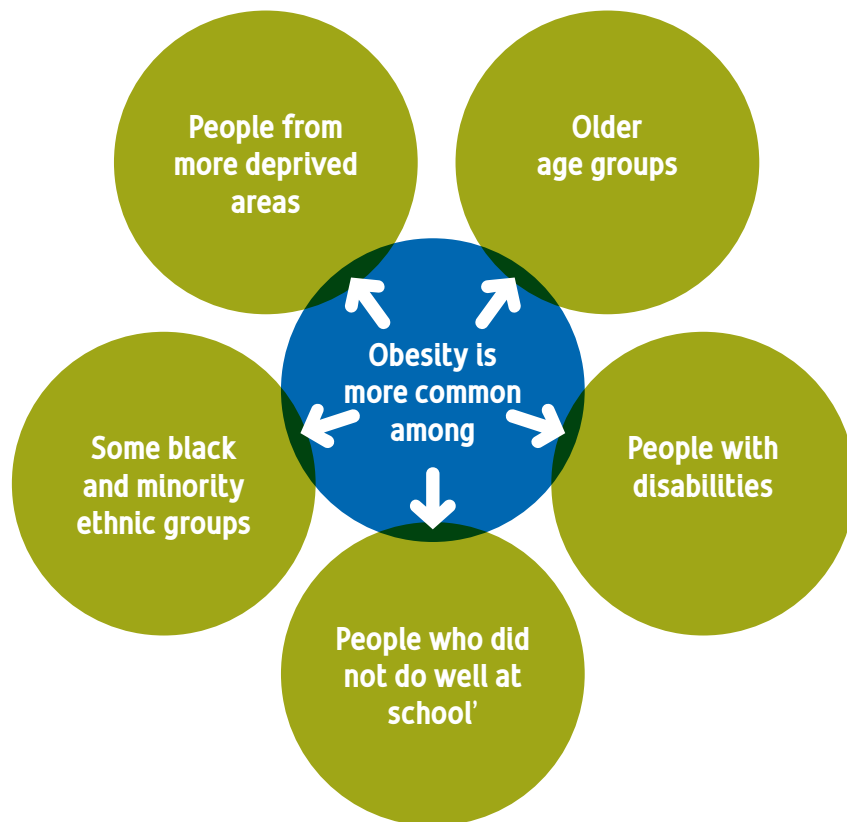 People from
more deprived
areas
Older
age groups
Obesity is
more common
among
Some black
and minority
ethnic groups
People with
disabilities
People who did
not do well at
school’